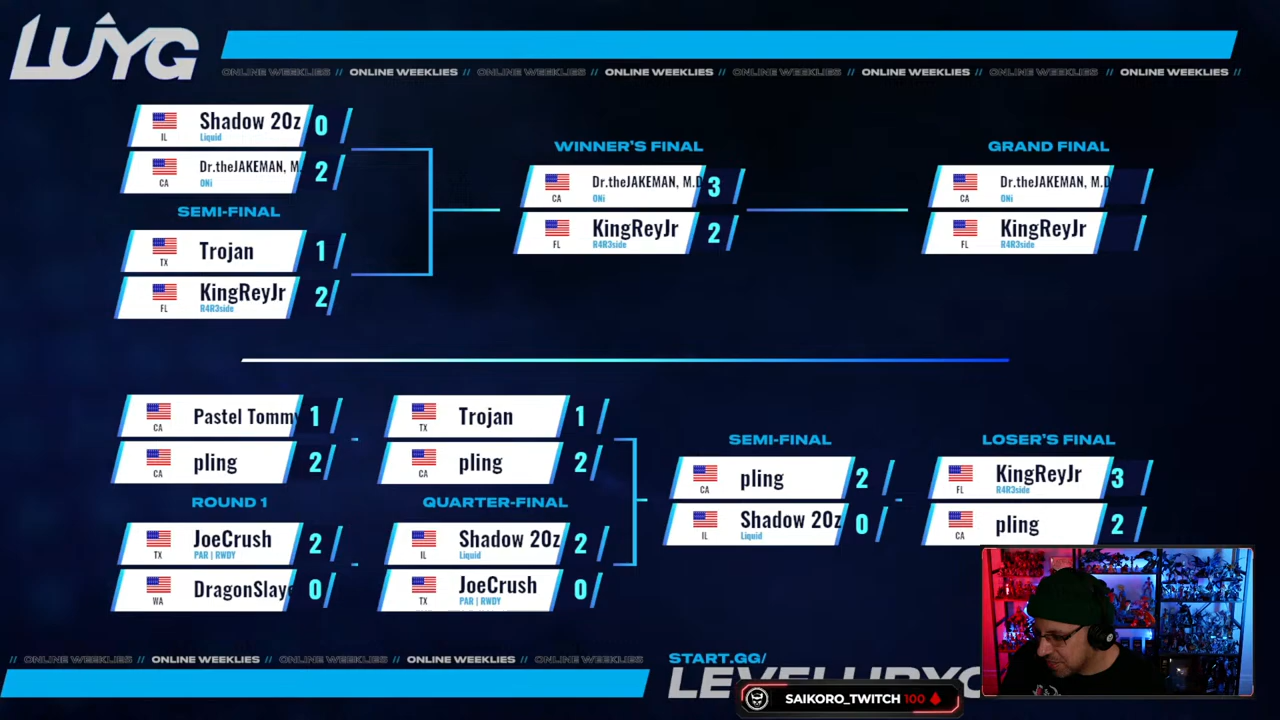 LUYG
ONLINE WEEKLIES // ONLINE WEEKLIES // ONLINE WEEKLIES // ONLINE WEEKLIES // ONLINE WEEKLIES // ONLINE WEEKLIES // ONLINE WEEKLIES // ONLINE WEEKLIES //
Shadow 20z 0
IL Liquid
Dr.theJAKEMAN, M. 2
CA ONi
SEMI-FINAL
Trojan 1
TX
KingReyJr 2
FL R4R3side
WINNER'S FINAL
Dr.theJAKEMAN, M.D 3
CA ONi
KingReyJr 2
FL R4R3side
GRAND FINAL
Dr.theJAKEMAN, M.D
CA ONi
KingReyJr
FL R4R3side
Pastel Tommy 1
CA
pling 2
CA
ROUND 1
JoeCrush 2
TX PAR | RWDY
DragonSlaye 0
WA
Trojan 1
TX
pling 2
CA
QUARTER-FINAL
Shadow 20z 2
IL Liquid
JoeCrush 0
TX PAR | RWDY
SEMI-FINAL
pling 2
CA
Shadow 20z 0
IL Liquid
LOSER'S FINAL
KingReyJr 3
FL R4R3side
pling 2
CA
// ONLINE WEEKLIES // ONLINE WEEKLIES // ONLINE WEEKLIES // ONLINE WEEKLIES // ONLINE WEEKLIES
START.GG/
LEVELUPYG
SAIKORO_TWITCH 100